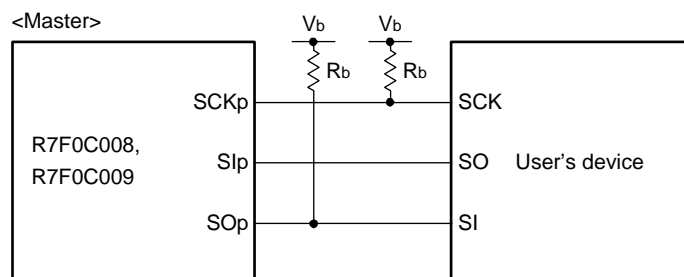 <Master>
Vb
Vb
Rb
Rb
SCKp
SCK
R7F0C008,
R7F0C009
SIp
SO
User's device
SOp
SI